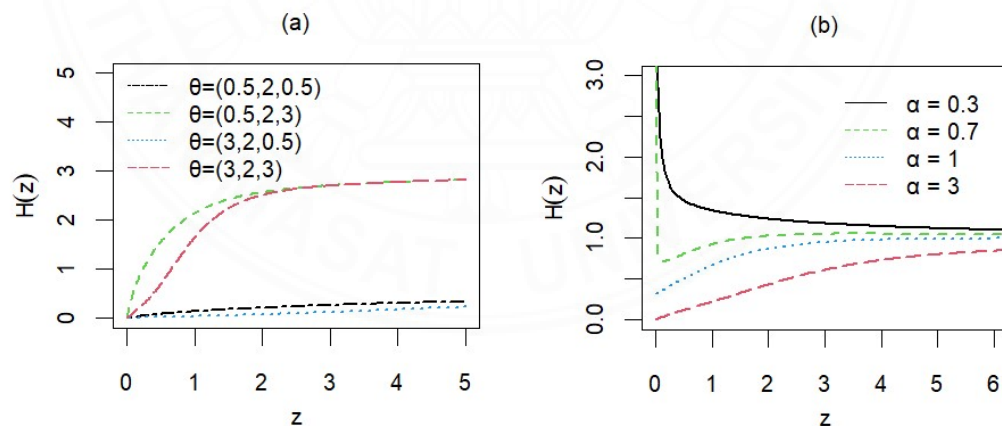 (a)
H(z)
5
4
3
2
1
0
θ=(0.5,2,0.5)
θ=(0.5,2,3)
θ=(3,2,0.5)
θ=(3,2,3)
0 1 2 3 4 5
z
(b)
H(z)
3.0
2.0
1.0
0.0
α = 0.3
α = 0.7
α = 1
α = 3
0 1 2 3 4 5 6
z